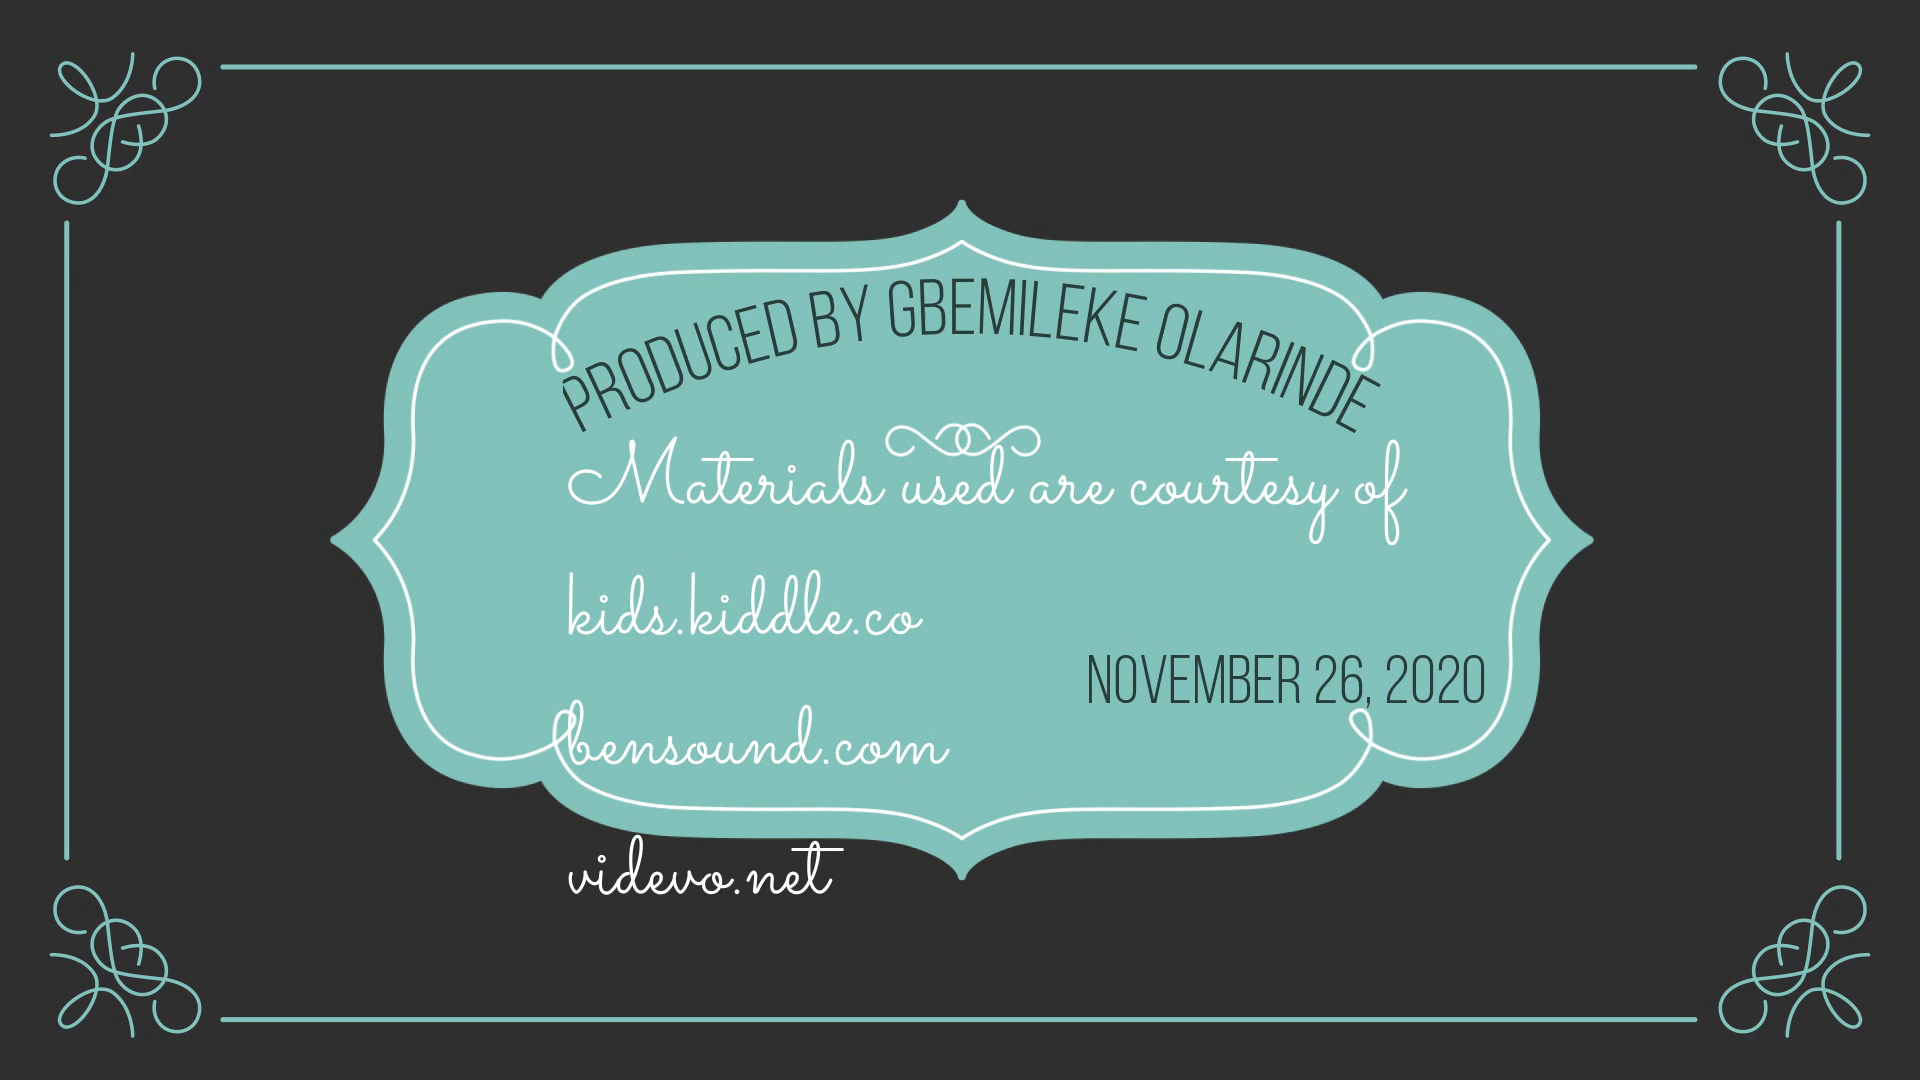 PRODUCED BY GBEMILEKE OLARINDE
Materials used are courtesy of
kids.kiddle.co
NOVEMBER 26, 2020
bensound.com
videvo.net